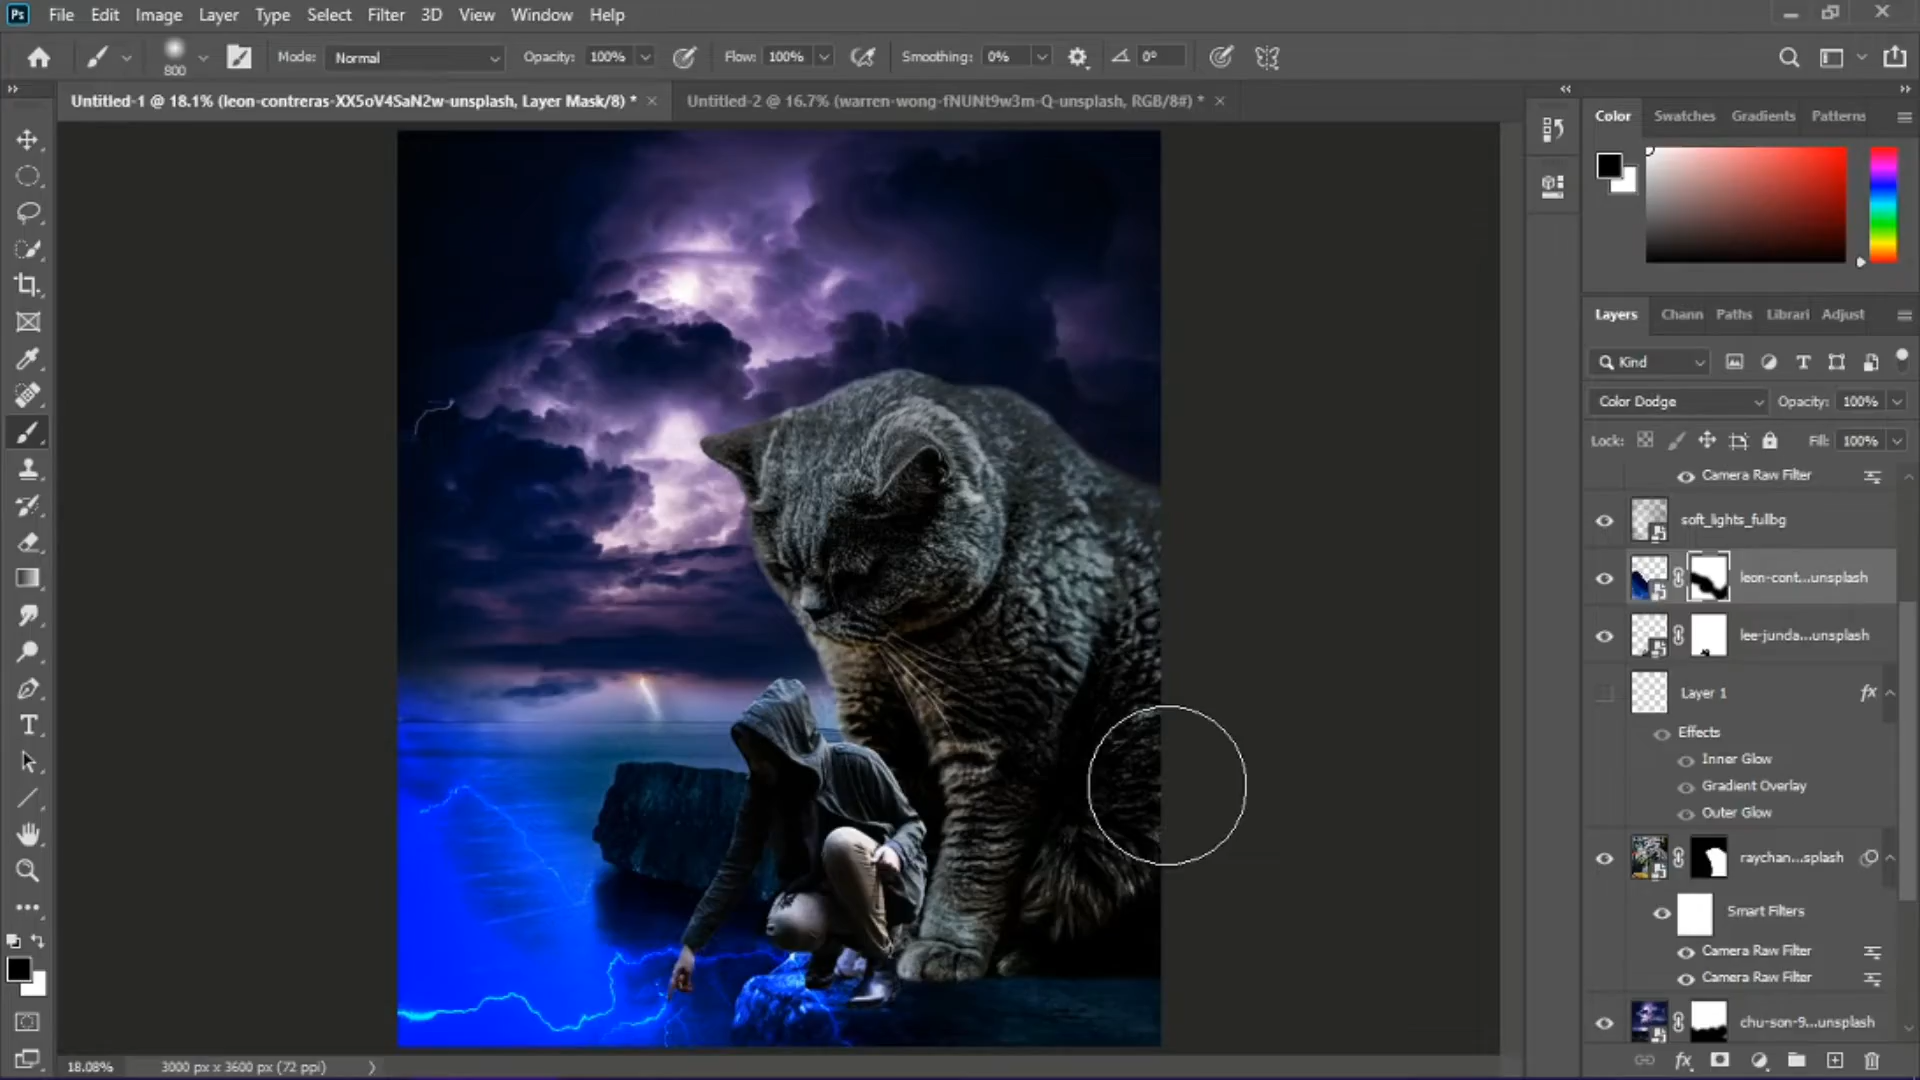 Ps File Edit Image Layer Type Select Filter 3D View Window Help
800 Mode: Normal Opacity: 100% Flow: 100% Smoothing: 0% 0°
Untitled-1 @ 18.1% (leon-contreras-XX5oV4SaN2w-unsplash, Layer Mask/8) * Untitled-2 @ 16.7% (warren-wong-fNUNt9w3m-Q-unsplash, RGB/8#) *
Color Swatches Gradients Patterns
Layers Chann Paths Librari Adjust
Kind
Color Dodge Opacity: 100%
Lock: Fill: 100%
Camera Raw Filter
soft_lights_fullbg
leon-cont...unsplash
lee-junda...unsplash
Layer 1 fx
Effects
Inner Glow
Gradient Overlay
Outer Glow
raychan...splash
Smart Filters
Camera Raw Filter
Camera Raw Filter
chu-son-9...unsplash
18.08% 3000 px x 3600 px (72 ppi)
fx